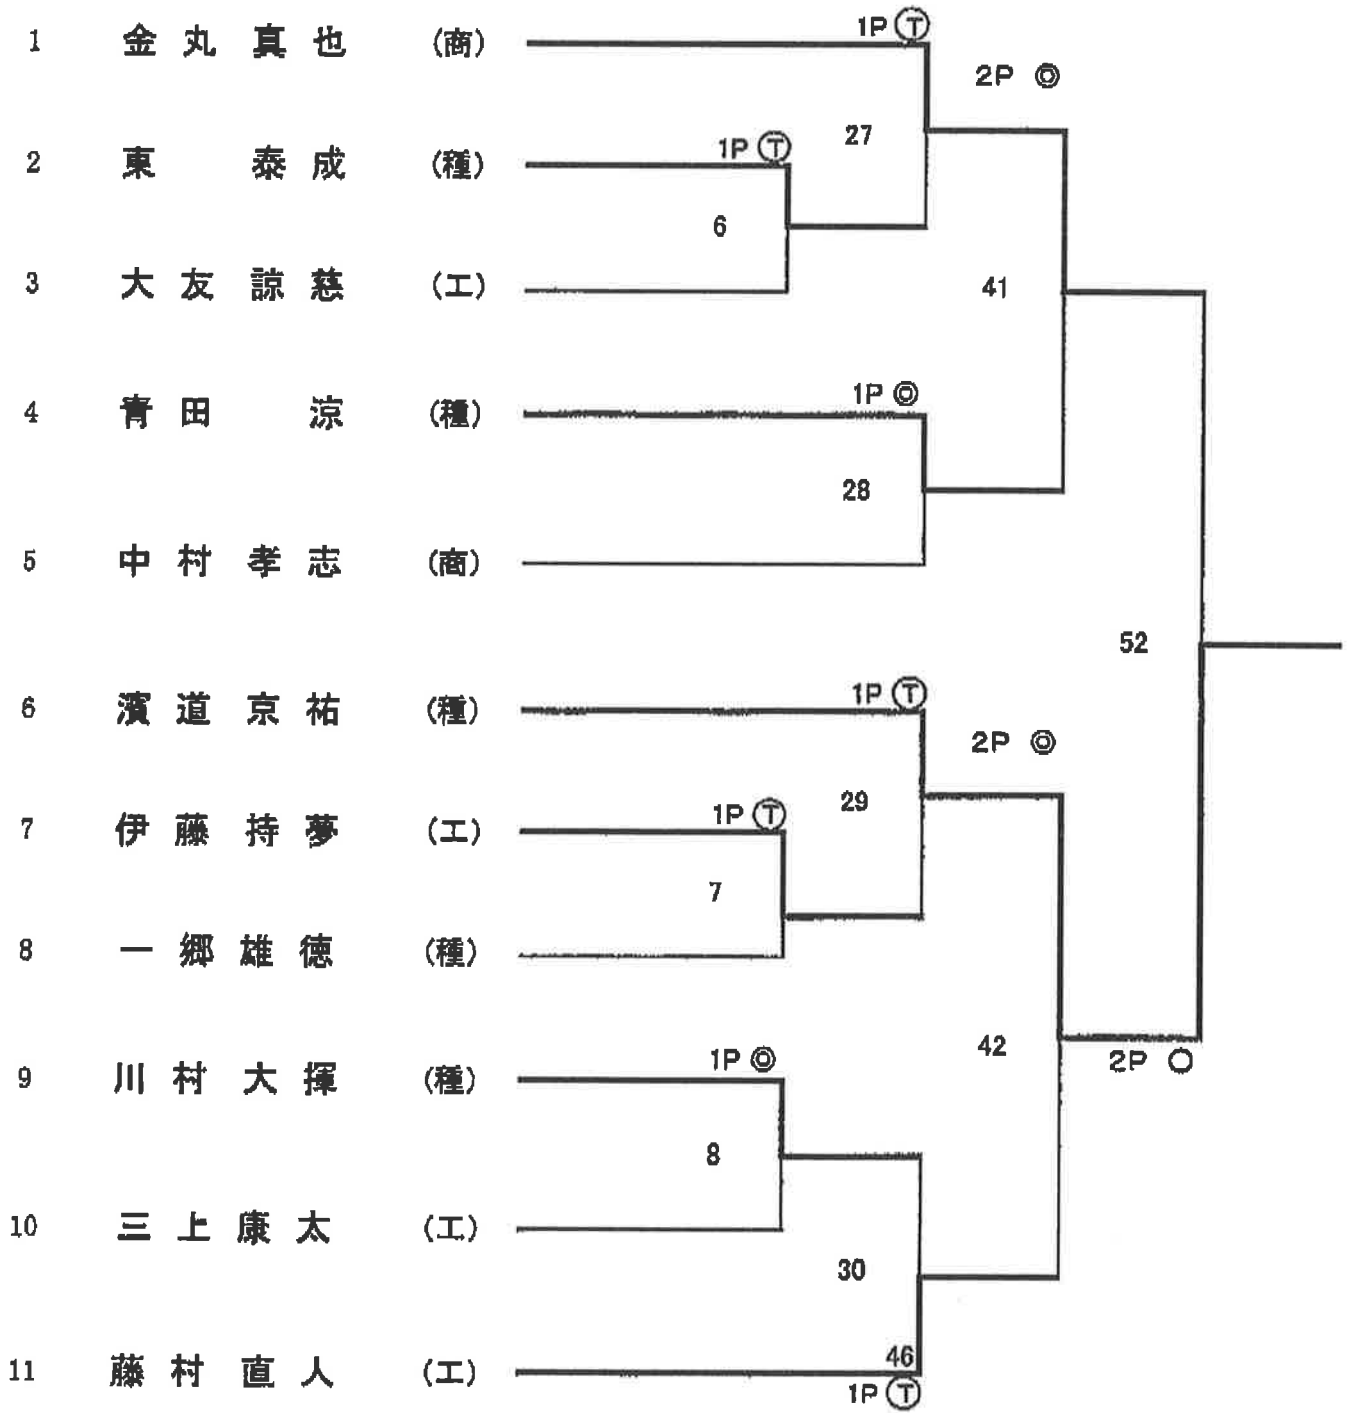 1 金丸真也 (商) 1P Ⓣ
2P ◎
27
2 東 泰成 (種) 1P Ⓣ
6
3 大友諒慈 (工)
41
4 青田 涼 (種) 1P ◎
28
5 中村孝志 (商)
52
6 濱道京祐 (種) 1P Ⓣ
2P ◎
29
7 伊藤持夢 (工) 1P Ⓣ
7
8 一郷雄徳 (種)
42
9 川村大揮 (種) 1P ◎
2P ○
8
10 三上康太 (工)
30
46
11 藤村直人 (工) 1P Ⓣ